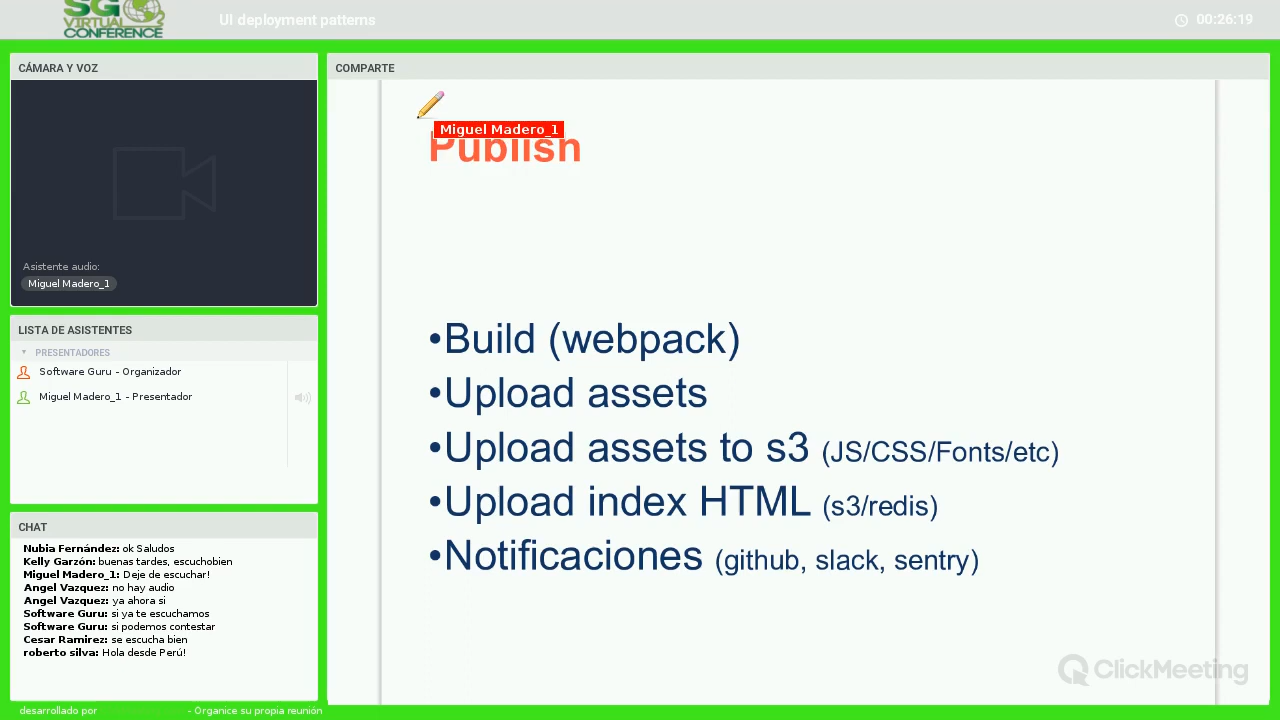 SG
VIRTUAL
CONFERENCE
UI deployment patterns
00:26:19
CÁMARA Y VOZ
Asistente audio:
Miguel Madero_1
LISTA DE ASISTENTES
PRESENTADORES
Software Guru - Organizador
Miguel Madero_1 - Presentador
CHAT
Nubia Fernández: ok Saludos
Kelly Garzón: buenas tardes, escuchobien
Miguel Madero_1: Deje de escuchar!
Angel Vazquez: no hay audio
Angel Vazquez: ya ahora si
Software Guru: si ya te escuchamos
Software Guru: si podemos contestar
Cesar Ramirez: se escucha bien
roberto silva: Hola desde Perú!
desarrollado por - Organice su propia reunión
COMPARTE
Miguel Madero_1
Publish
•Build (webpack)
•Upload assets
•Upload assets to s3 (JS/CSS/Fonts/etc)
•Upload index HTML (s3/redis)
•Notificaciones (github, slack, sentry)
ClickMeeting